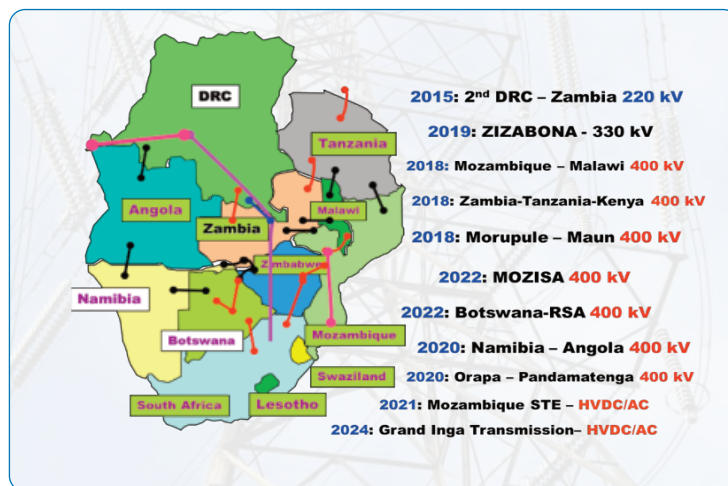 DRC
Tanzania
Angola
Zambia
Malawi
Zimbabwe
Namibia
Botswana
Mozambique
Swaziland
South Africa
Lesotho
2015: 2nd DRC – Zambia 220 kV
2019: ZIZABONA - 330 kV
2018: Mozambique – Malawi 400 kV
2018: Zambia-Tanzania-Kenya 400 kV
2018: Morupule – Maun 400 kV
2022: MOZISA 400 kV
2022: Botswana-RSA 400 kV
2020: Namibia – Angola 400 kV
2020: Orapa – Pandamatenga 400 kV
2021: Mozambique STE – HVDC/AC
2024: Grand Inga Transmission– HVDC/AC